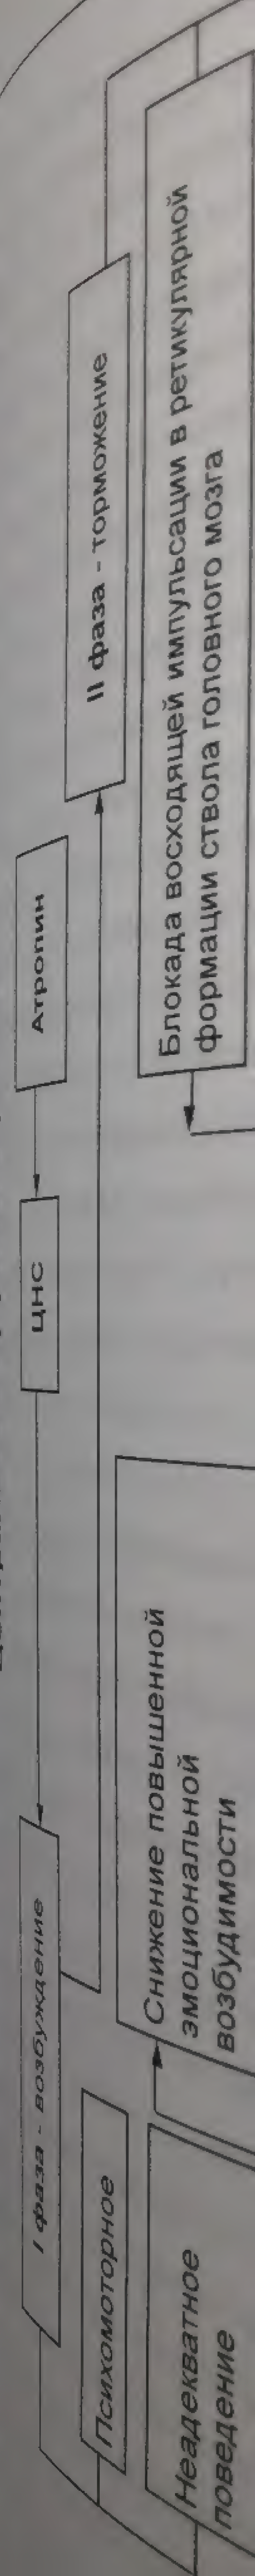 Атропин
ЦНС
I фаза - возбуждение
II фаза - торможение
Психомоторное
Неадекватное
поведение
Снижение повышенной
эмоциональной
возбудимости
Блокада восходящей импульсации в ретикулярной
формации ствола головного мозга